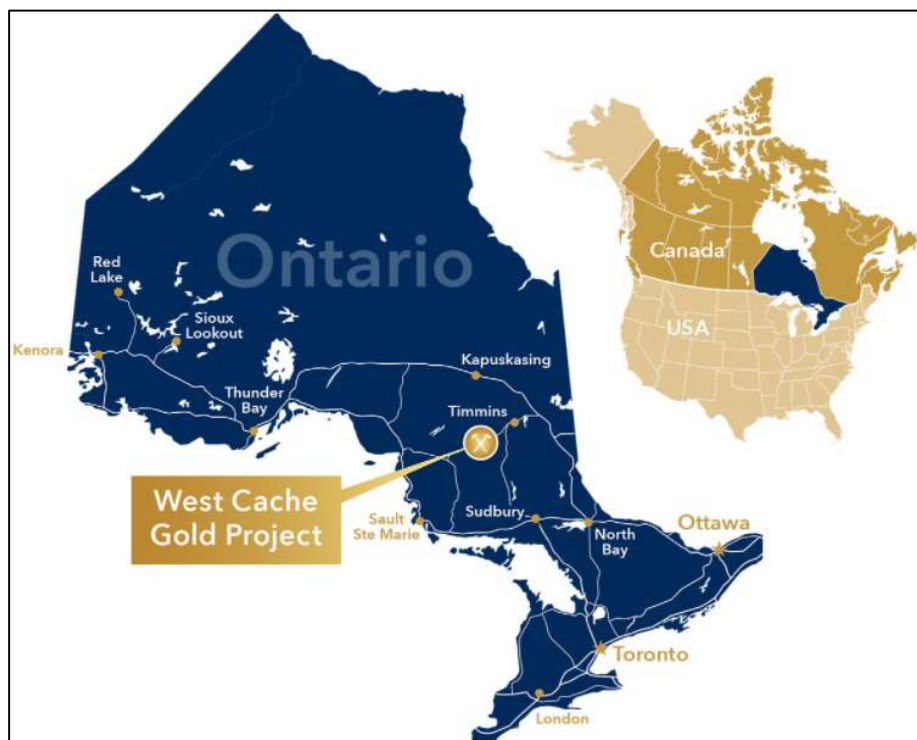 Ontario
Canada
USA
Red
Lake
Sioux
Lookout
Kenora
Kapuskasing
Thunder
Bay
Timmins
West Cache
Gold Project
Sault
Ste Marie
Sudbury
North
Bay
Ottawa
Toronto
London